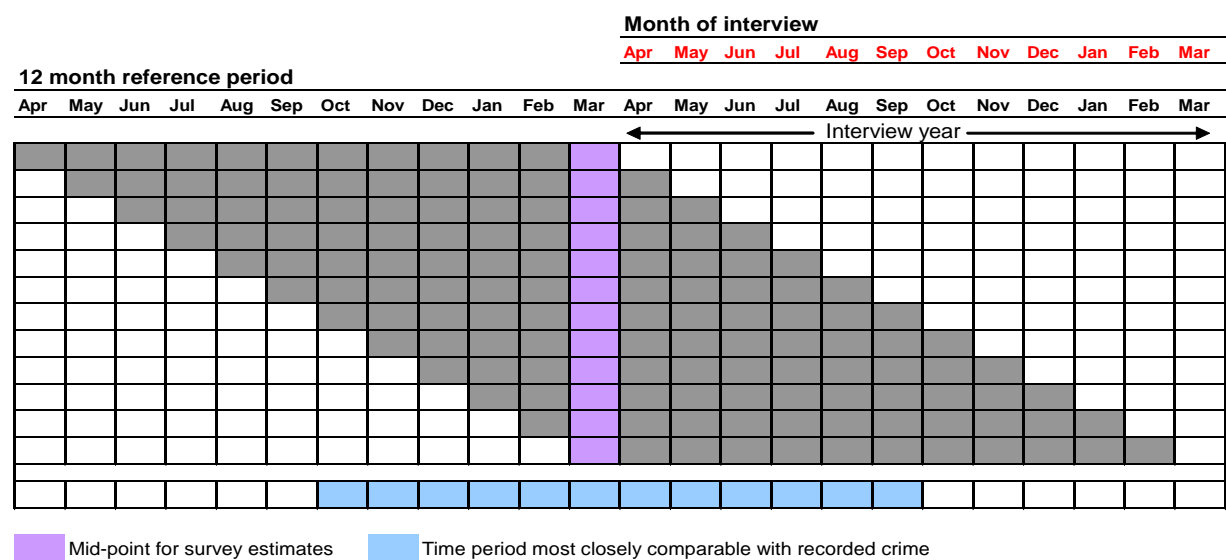 Month of interview
Apr May Jun Jul Aug Sep Oct Nov Dec Jan Feb Mar
12 month reference period
Apr May Jun Jul Aug Sep Oct Nov Dec Jan Feb Mar Apr May Jun Jul Aug Sep Oct Nov Dec Jan Feb Mar
Interview year
Mid-point for survey estimates Time period most closely comparable with recorded crime